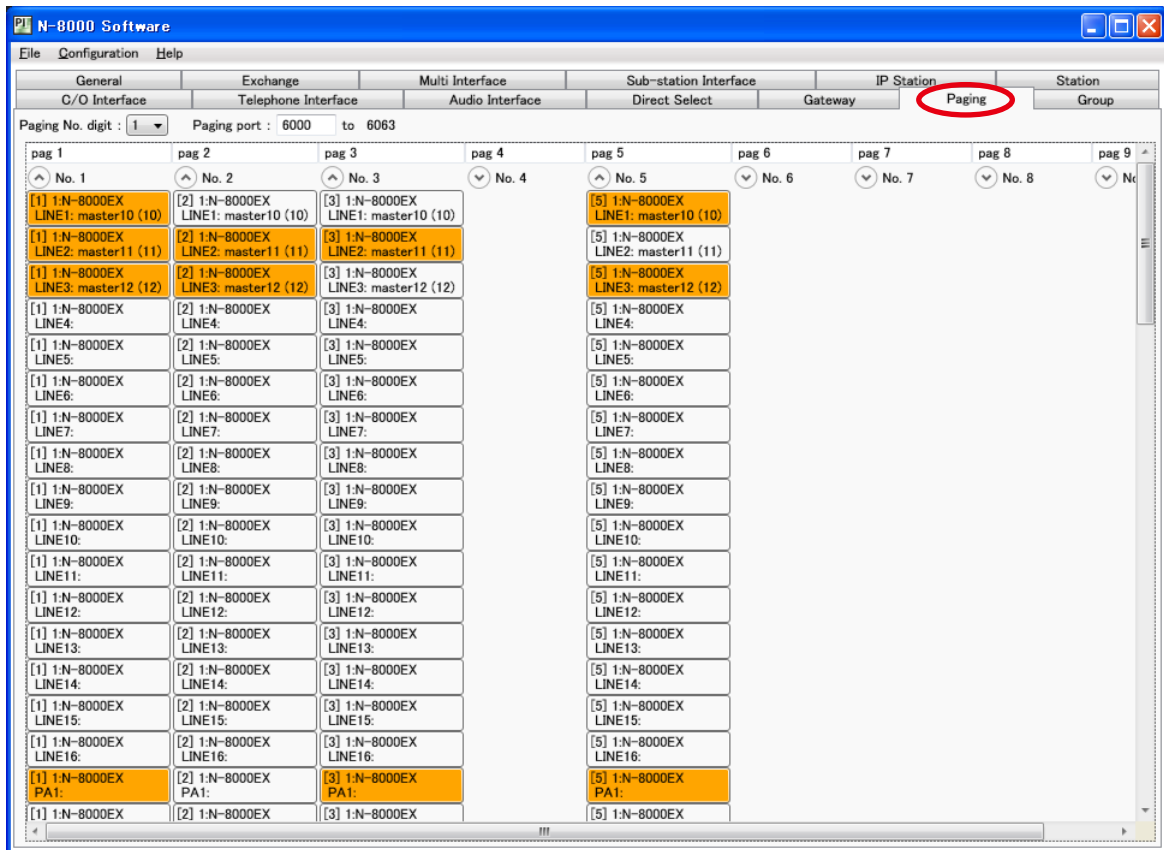 N-8000 Software
File Configuration Help
General Exchange Multi Interface Sub-station Interface IP Station Station
C/O Interface Telephone Interface Audio Interface Direct Select Gateway Paging Group
Paging No. digit : 1 Paging port : 6000 to 6063
pag 1 pag 2 pag 3 pag 4 pag 5 pag 6 pag 7 pag 8 pag 9
No. 1 No. 2 No. 3 No. 4 No. 5 No. 6 No. 7 No. 8
[1] 1:N-8000EX [2] 1:N-8000EX [3] 1:N-8000EX [5] 1:N-8000EX
LINE1: master10 (10) LINE1: master10 (10) LINE1: master10 (10) LINE1: master10 (10)
[1] 1:N-8000EX [2] 1:N-8000EX [3] 1:N-8000EX [5] 1:N-8000EX
LINE2: master11 (11) LINE2: master11 (11) LINE2: master11 (11) LINE2: master11 (11)
[1] 1:N-8000EX [2] 1:N-8000EX [3] 1:N-8000EX [5] 1:N-8000EX
LINE3: master12 (12) LINE3: master12 (12) LINE3: master12 (12) LINE3: master12 (12)
[1] 1:N-8000EX [2] 1:N-8000EX [3] 1:N-8000EX [5] 1:N-8000EX
LINE4: LINE4: LINE4: LINE4:
[1] 1:N-8000EX [2] 1:N-8000EX [3] 1:N-8000EX [5] 1:N-8000EX
LINE5: LINE5: LINE5: LINE5:
[1] 1:N-8000EX [2] 1:N-8000EX [3] 1:N-8000EX [5] 1:N-8000EX
LINE6: LINE6: LINE6: LINE6:
[1] 1:N-8000EX [2] 1:N-8000EX [3] 1:N-8000EX [5] 1:N-8000EX
LINE7: LINE7: LINE7: LINE7:
[1] 1:N-8000EX [2] 1:N-8000EX [3] 1:N-8000EX [5] 1:N-8000EX
LINE8: LINE8: LINE8: LINE8:
[1] 1:N-8000EX [2] 1:N-8000EX [3] 1:N-8000EX [5] 1:N-8000EX
LINE9: LINE9: LINE9: LINE9:
[1] 1:N-8000EX [2] 1:N-8000EX [3] 1:N-8000EX [5] 1:N-8000EX
LINE10: LINE10: LINE10: LINE10:
[1] 1:N-8000EX [2] 1:N-8000EX [3] 1:N-8000EX [5] 1:N-8000EX
LINE11: LINE11: LINE11: LINE11:
[1] 1:N-8000EX [2] 1:N-8000EX [3] 1:N-8000EX [5] 1:N-8000EX
LINE12: LINE12: LINE12: LINE12:
[1] 1:N-8000EX [2] 1:N-8000EX [3] 1:N-8000EX [5] 1:N-8000EX
LINE13: LINE13: LINE13: LINE13:
[1] 1:N-8000EX [2] 1:N-8000EX [3] 1:N-8000EX [5] 1:N-8000EX
LINE14: LINE14: LINE14: LINE14:
[1] 1:N-8000EX [2] 1:N-8000EX [3] 1:N-8000EX [5] 1:N-8000EX
LINE15: LINE15: LINE15: LINE15:
[1] 1:N-8000EX [2] 1:N-8000EX [3] 1:N-8000EX [5] 1:N-8000EX
LINE16: LINE16: LINE16: LINE16:
[1] 1:N-8000EX [2] 1:N-8000EX [3] 1:N-8000EX [5] 1:N-8000EX
PA1: PA1: PA1: PA1:
[1] 1:N-8000EX [2] 1:N-8000EX [3] 1:N-8000EX [5] 1:N-8000EX